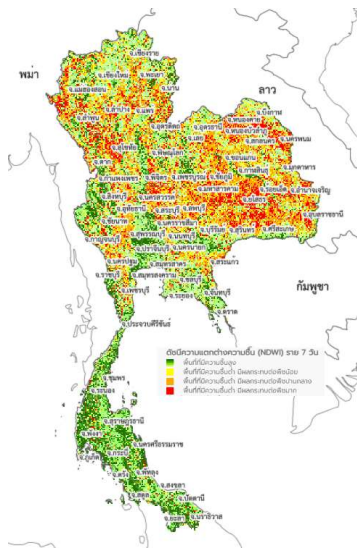 จ.เชียงราย
พม่า
จ.เชียงใหม่
จ.พะเยา
จ.แม่ฮ่องสอน
จ.น่าน
ลาว
จ.ลำปาง
จ.แพร่
จ.ลำพูน
จ.บึงกาฬ
จ.อุตรดิตถ์
จ.อุดรธานี
จ.หนองคาย
จ.เลย
จ.หนองบัวลำภู
จ.นครพนม
จ.สุโขทัย
จ.สกลนคร
จ.ตาก
จ.พิษณุโลก
จ.ขอนแก่น
จ.มุกดาหาร
จ.กำแพงเพชร
จ.พิจิตร
จ.เพชรบูรณ์
จ.ชัยภูมิ
จ.กาฬสินธุ์
จ.มหาสารคาม
จ.ร้อยเอ็ด
จ.อำนาจเจริญ
จ.สิงห์บุรี
จ.นครสวรรค์
จ.ยโสธร
จ.อุทัยธานี
จ.สระบุรี
จ.ลพบุรี
จ.อุบลราชธานี
จ.ชัยนาท
จ.นครราชสีมา
จ.บุรีรัมย์
จ.สุรินทร์
จ.ศรีสะเกษ
จ.สุพรรณบุรี
จ.นนทบุรี
จ.กาญจนบุรี
จ.ปราจีนบุรี
จ.นครนายก
จ.นครปฐม
จ.สมุทรสาคร
จ.สระแก้ว
จ.ราชบุรี
จ.สมุทรสงคราม
จ.ชลบุรี
กัมพูชา
จ.เพชรบุรี
จ.ระยอง
จ.จันทบุรี
จ.ตราด
จ.ประจวบคีรีขันธ์
ดัชนีความแตกต่างความชื้น (NDWI) ราย 7 วัน
พื้นที่ที่มีความชื้นสูง
พื้นที่ที่มีความชื้นต่ำ มีผลกระทบต่อพืชน้อย
พื้นที่ที่มีความชื้นต่ำ มีผลกระทบต่อพืชปานกลาง
พื้นที่ที่มีความชื้นต่ำ มีผลกระทบต่อพืชมาก
จ.ชุมพร
จ.ระนอง
จ.สุราษฎร์ธานี
จ.พังงา
จ.นครศรีธรรมราช
จ.กระบี่
จ.ภูเก็ต
จ.ตรัง
จ.พัทลุง
จ.สงขลา
จ.สตูล
จ.ปัตตานี
จ.ยะลา
จ.นราธิวาส